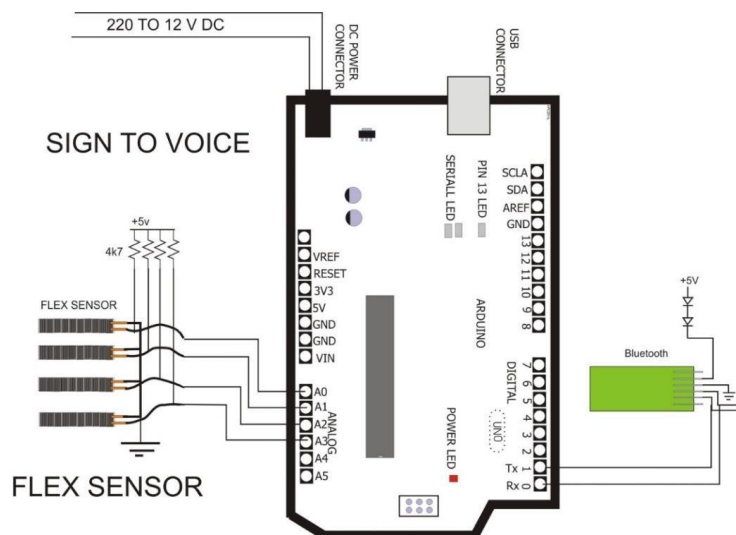 220 TO 12 V DC
DC POWER
CONNECTOR
USB
CONNECTOR
SIGN TO VOICE
SERIALL LED
PIN 13 LED
SCLA
SDA
AREF
GND
13
12
11
10
9
8
+5v
4k7
VREF
RESET
3V3
5V
GND
GND
VIN
ARDUINO
FLEX SENSOR
+5V
Bluetooth
7
6
5
4
3
2
Tx 1
Rx 0
DIGITAL
A0
A1
A2
A3
A4
A5
ANALOG
POWER LED
UNO
FLEX SENSOR